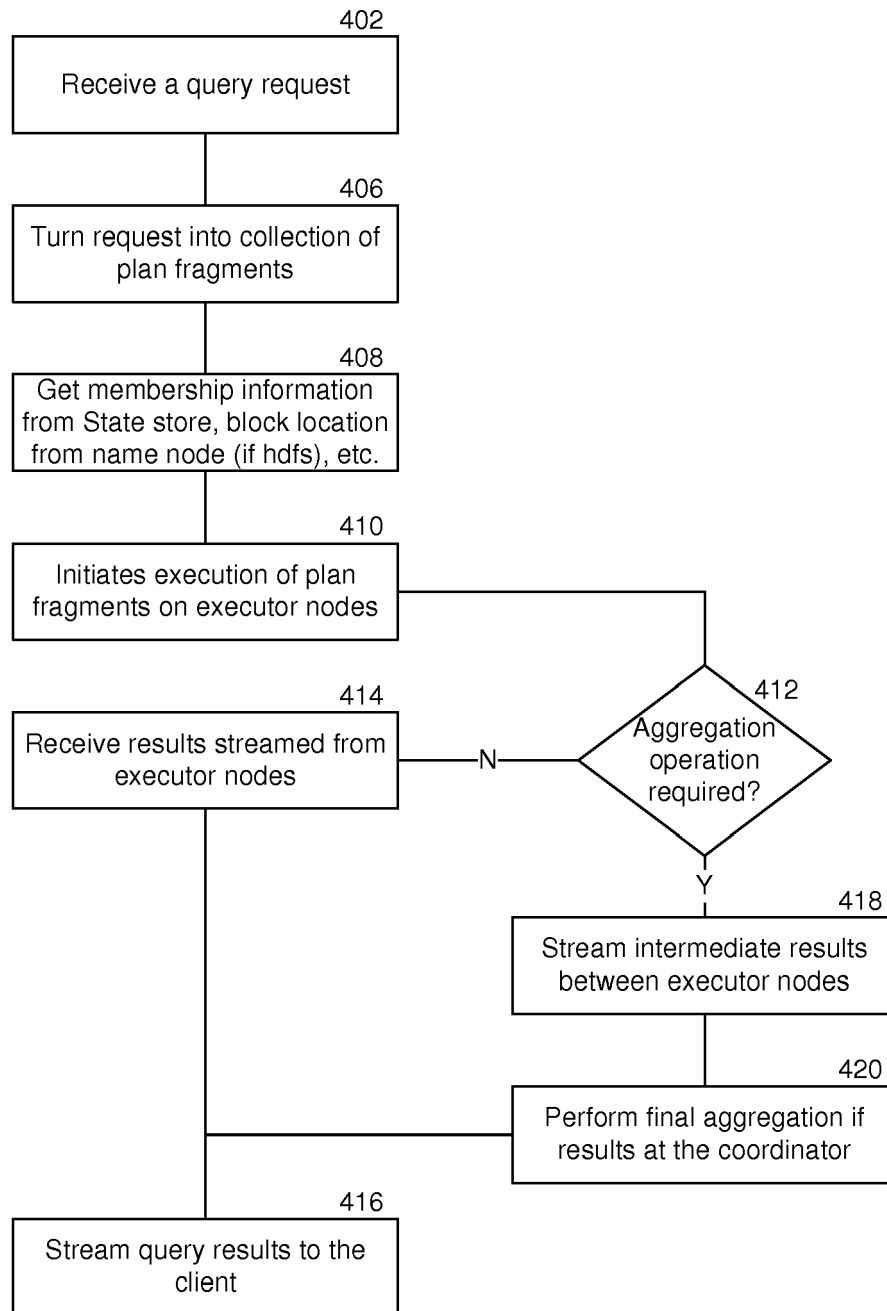 402
Receive a query request
406
Turn request into collection of
plan fragments
408
Get membership information
from State store, block location
from name node (if hdfs), etc.
410
Initiates execution of plan
fragments on executor nodes
412
Aggregation
operation
required?
N
414
Receive results streamed from
executor nodes
Y
418
Stream intermediate results
between executor nodes
420
Perform final aggregation if
results at the coordinator
416
Stream query results to the
client